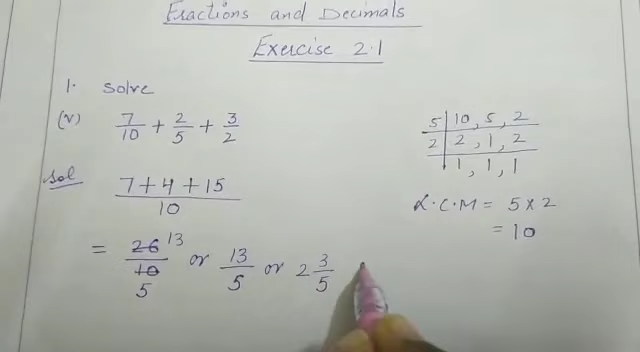 Fractions and Decimals
Exercise 2.1
1. Solve
(v) 7/10 + 2/5 + 3/2
Sol
7+4+15/10
= 26/10 13/5 or 13/5 or 2 3/5
5 | 10, 5, 2
2 | 2, 1, 2
1, 1, 1
L.C.M = 5 × 2
= 10